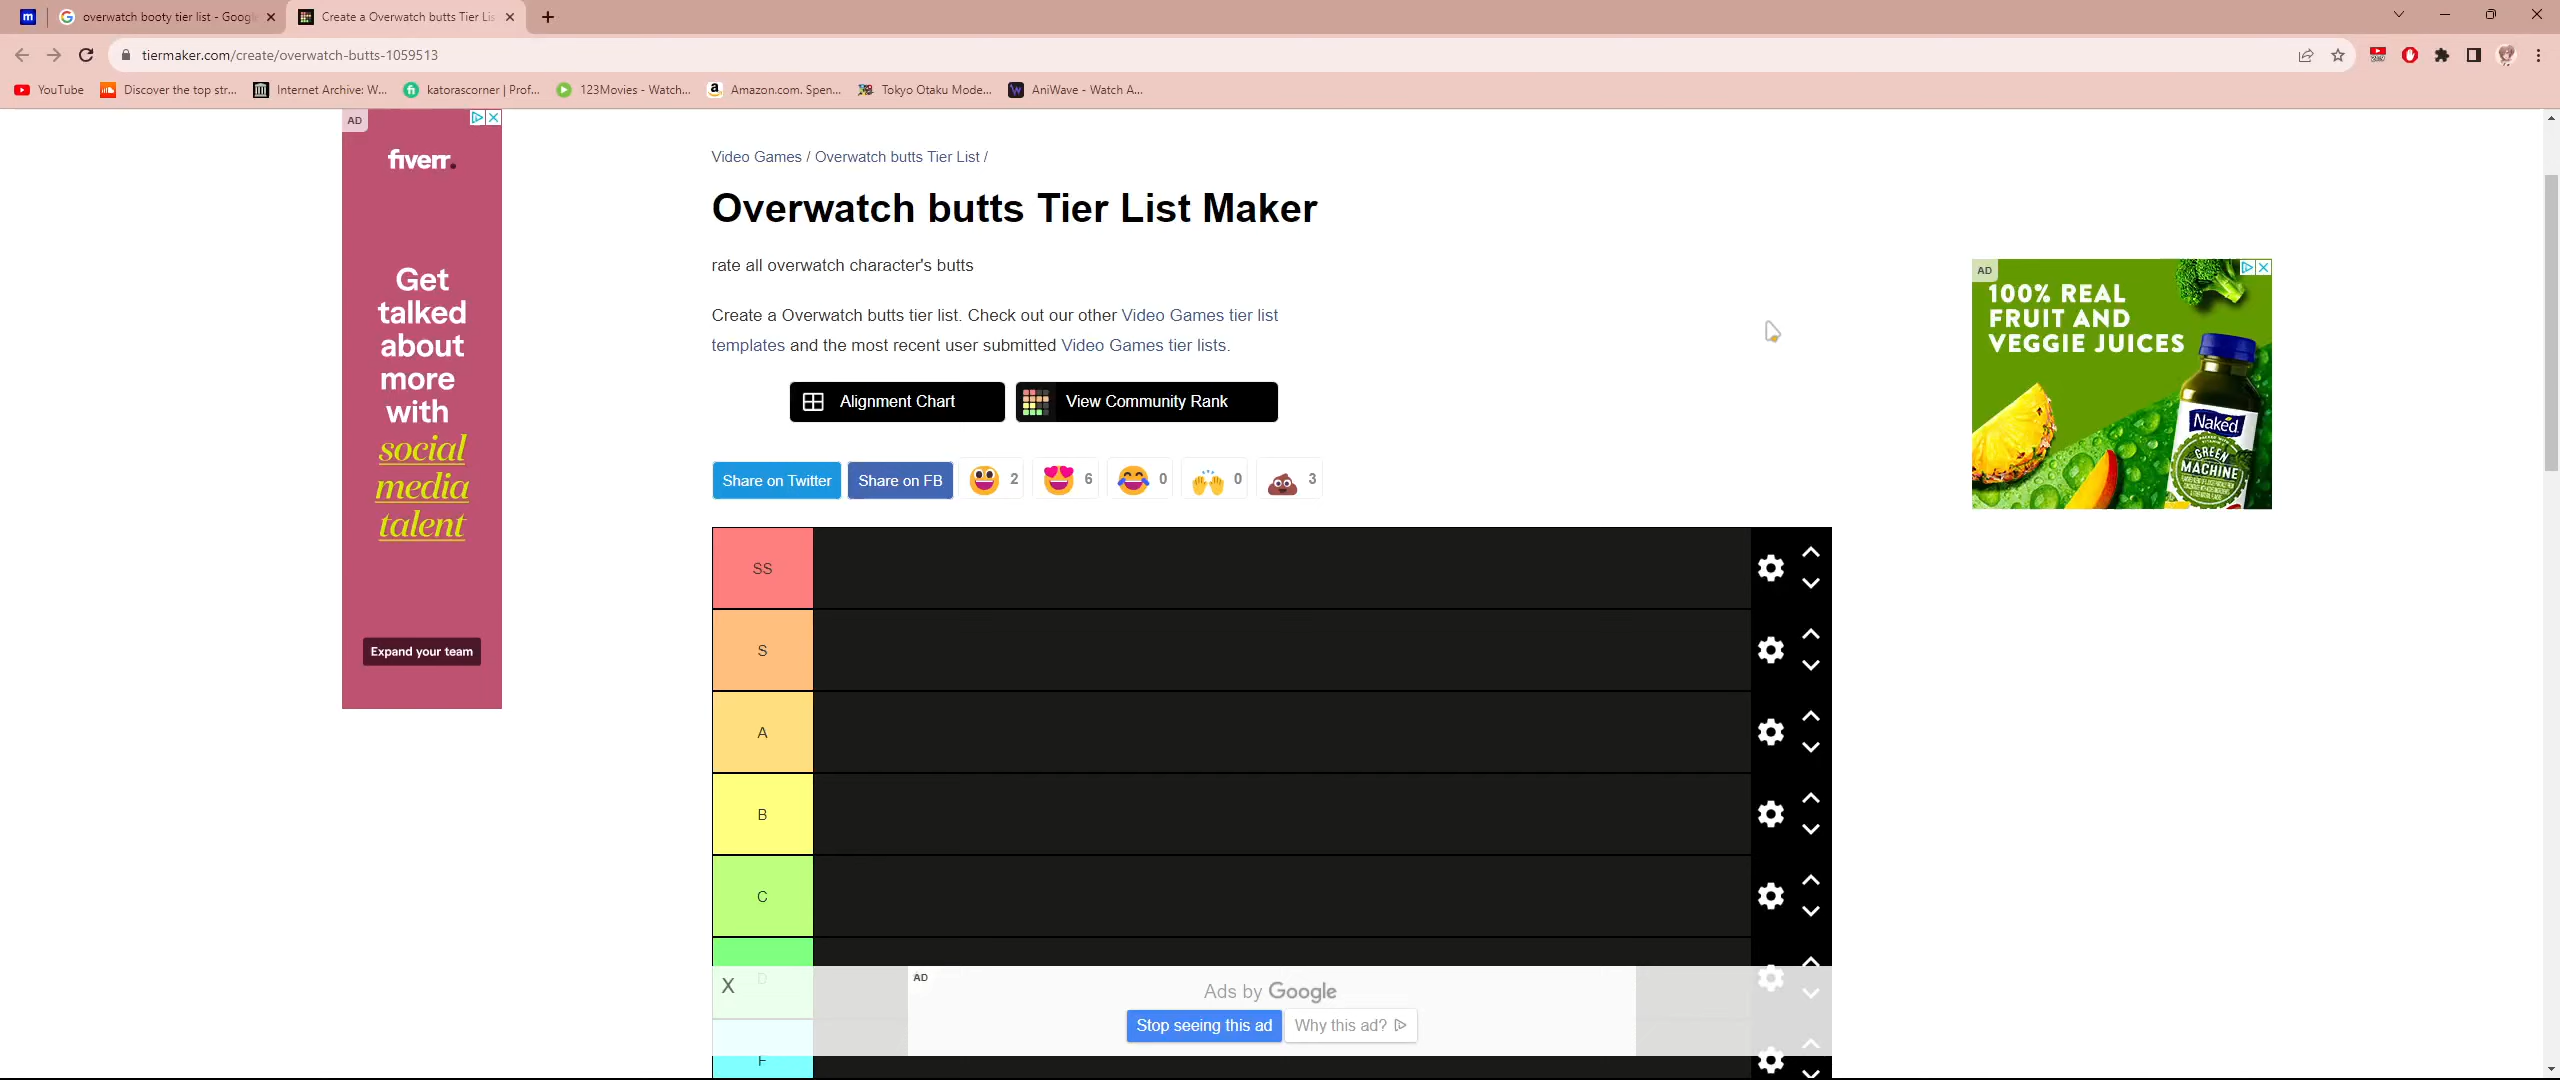 m
overwatch booty tier list - Googl
Create a Overwatch butts Tier Lis
tiermaker.com/create/overwatch-butts-1059513
YouTube
Discover the top str...
Internet Archive: W...
katorascorner | Prof...
123Movies - Watch...
Amazon.com. Spen...
Tokyo Otaku Mode...
AniWave - Watch A...
AD
fiverr.
Get
talked
about
more
with
social
media
talent
Expand your team
Video Games / Overwatch butts Tier List /
Overwatch butts Tier List Maker
rate all overwatch character's butts
Create a Overwatch butts tier list. Check out our other Video Games tier list
templates and the most recent user submitted Video Games tier lists.
Alignment Chart
View Community Rank
Share on Twitter
Share on FB
2
6
0
0
3
AD
100% REAL
FRUIT AND
VEGGIE JUICES
Naked
GREEN
MACHINE
SS
S
A
B
C
D
F
X
AD
Ads by Google
Stop seeing this ad
Why this ad?